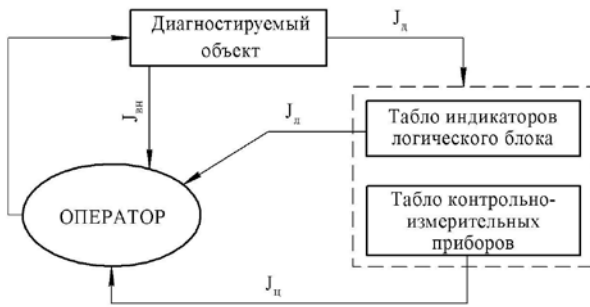 Диагностируемый
объект
Jд
Jвн
Jл
Табло индикаторов
логического блока
ОПЕРАТОР
Табло контрольно-
измерительных
приборов
Jц